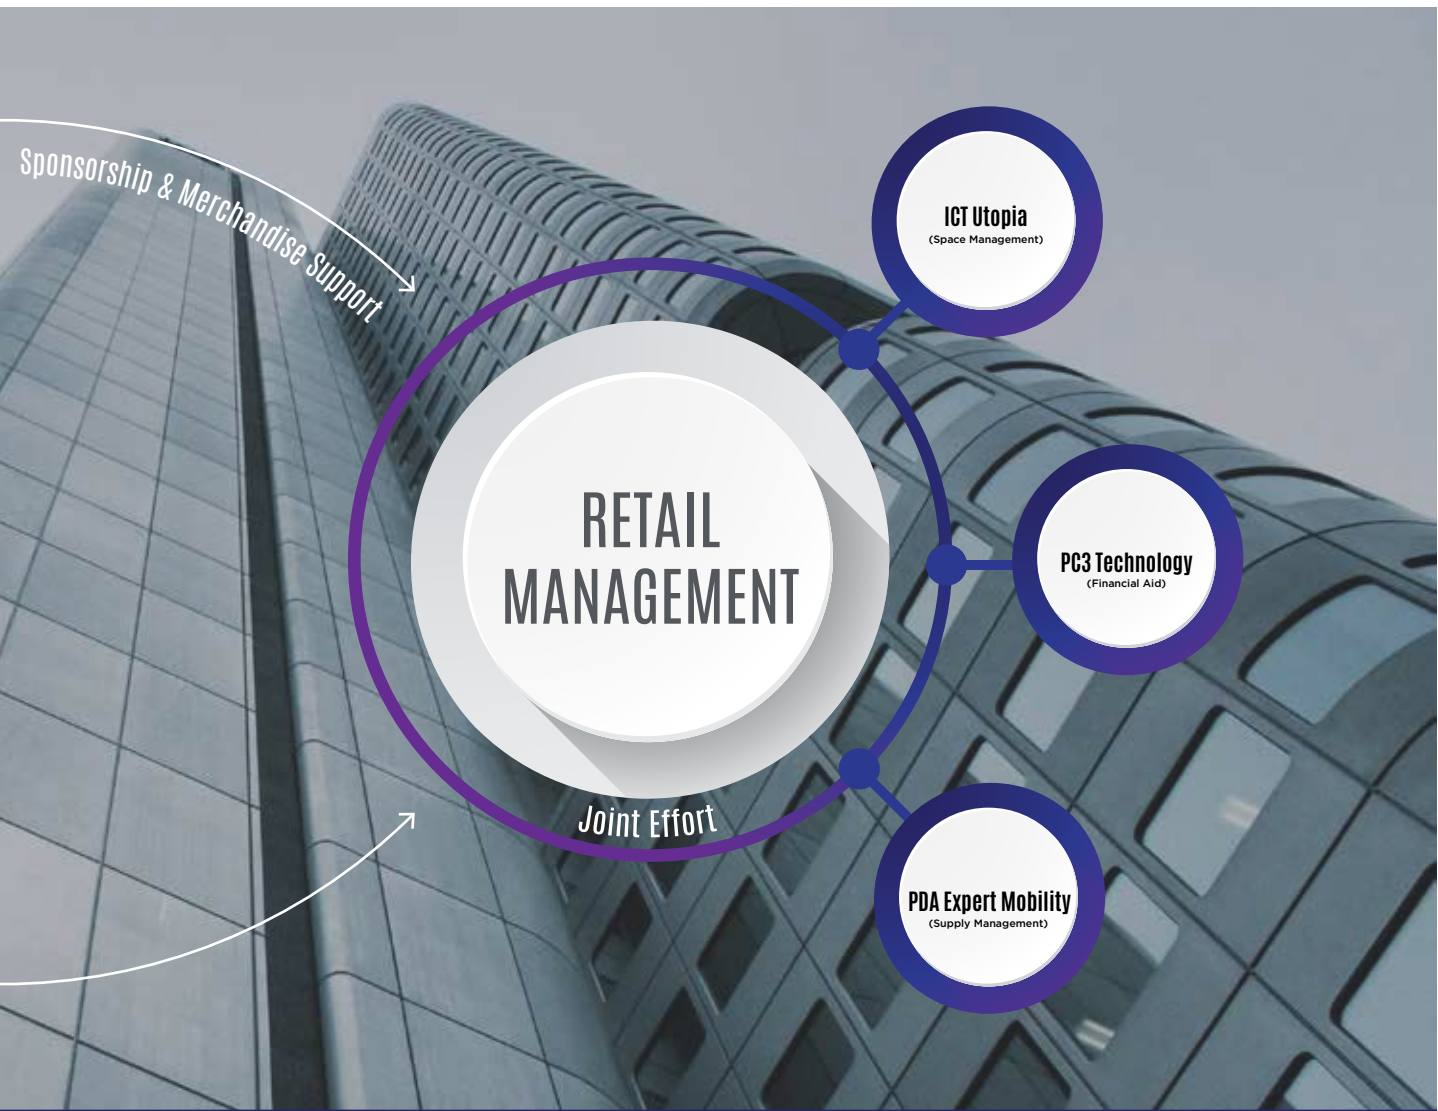 Sponsorship & Merchandise Support
ICT Utopia
(Space Management)
RETAIL
MANAGEMENT
PC3 Technology
(Financial Aid)
Joint Effort
PDA Expert Mobility
(Supply Management)